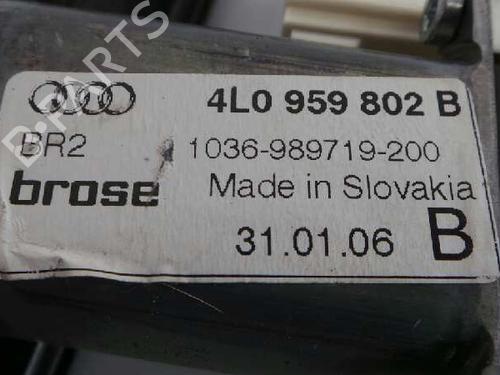 B-PARTS
4L0 959 802 B
BR2 1036-989719-200
brose Made in Slovakia
31.01.06 B